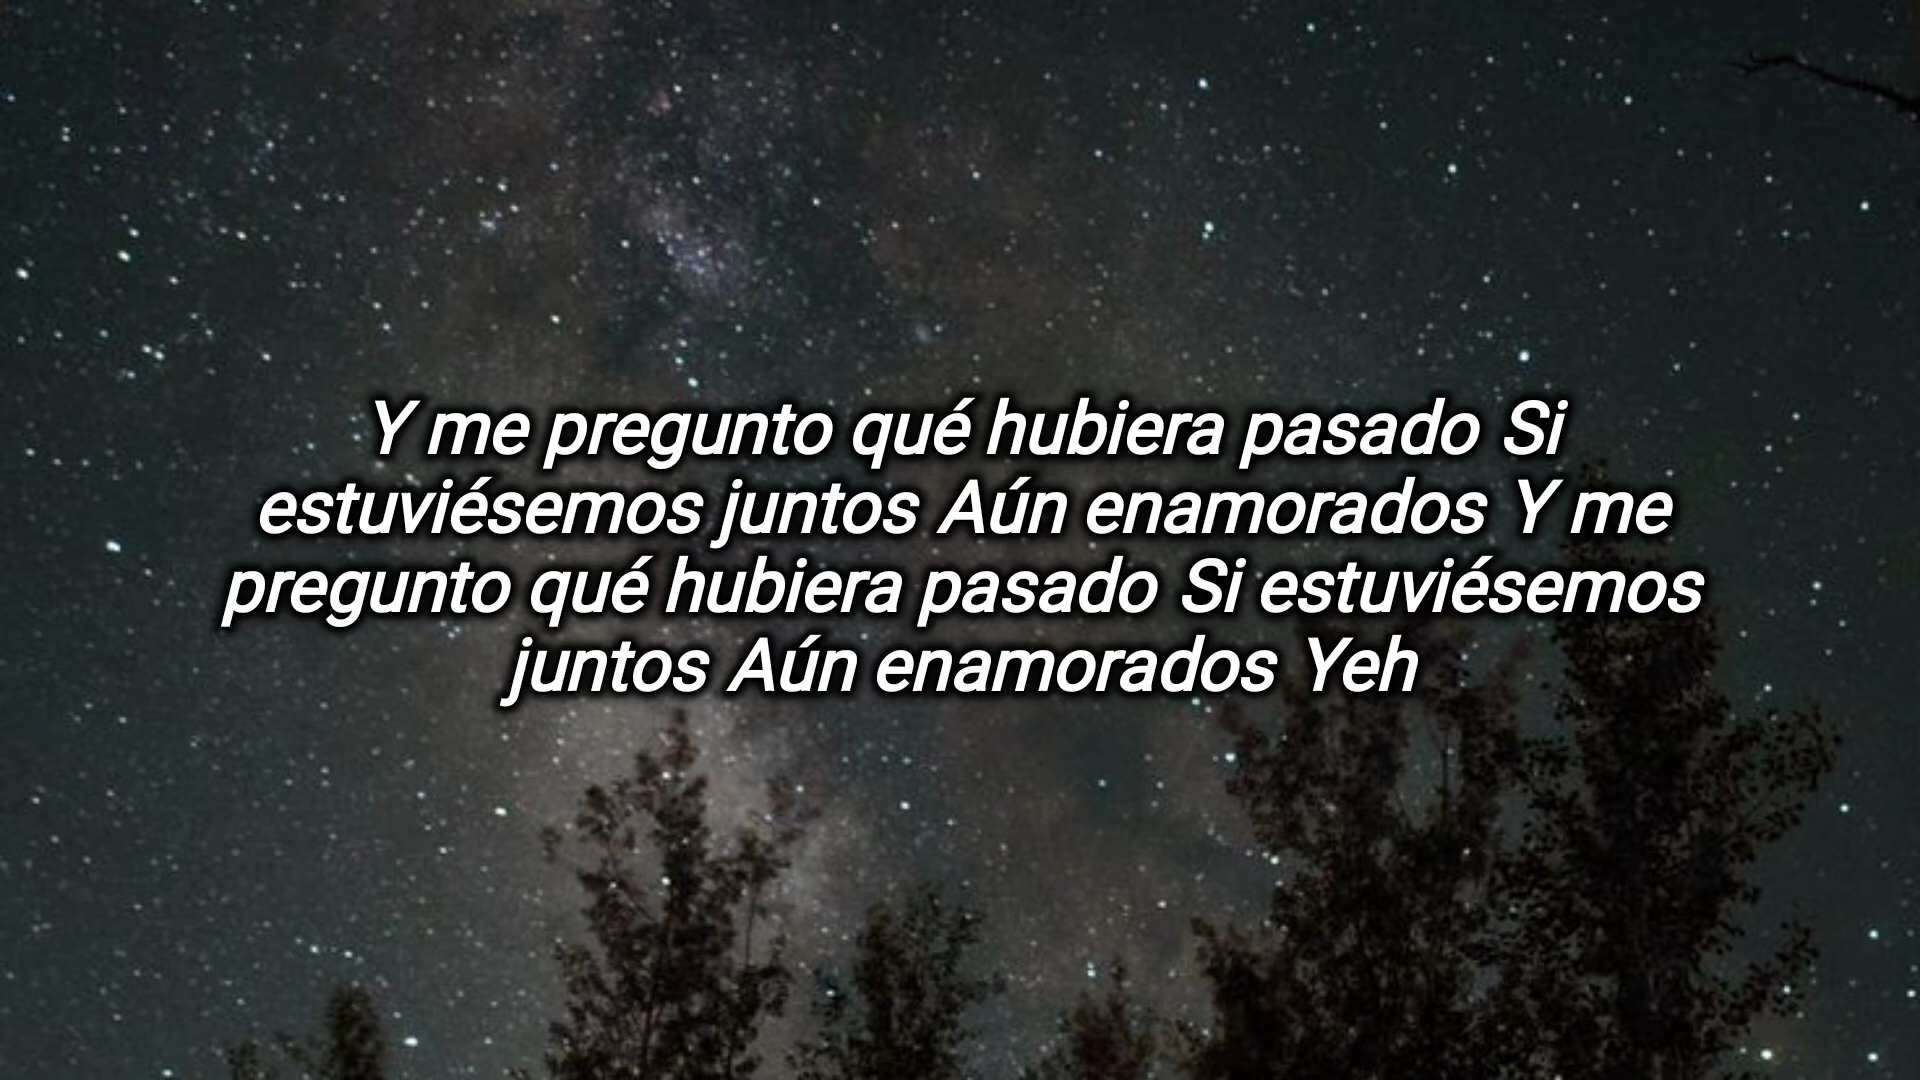 Y me pregunto qué hubiera pasado Si
estuviésemos juntos Aún enamorados Y me
pregunto qué hubiera pasado Si estuviésemos
juntos Aún enamorados Yeh